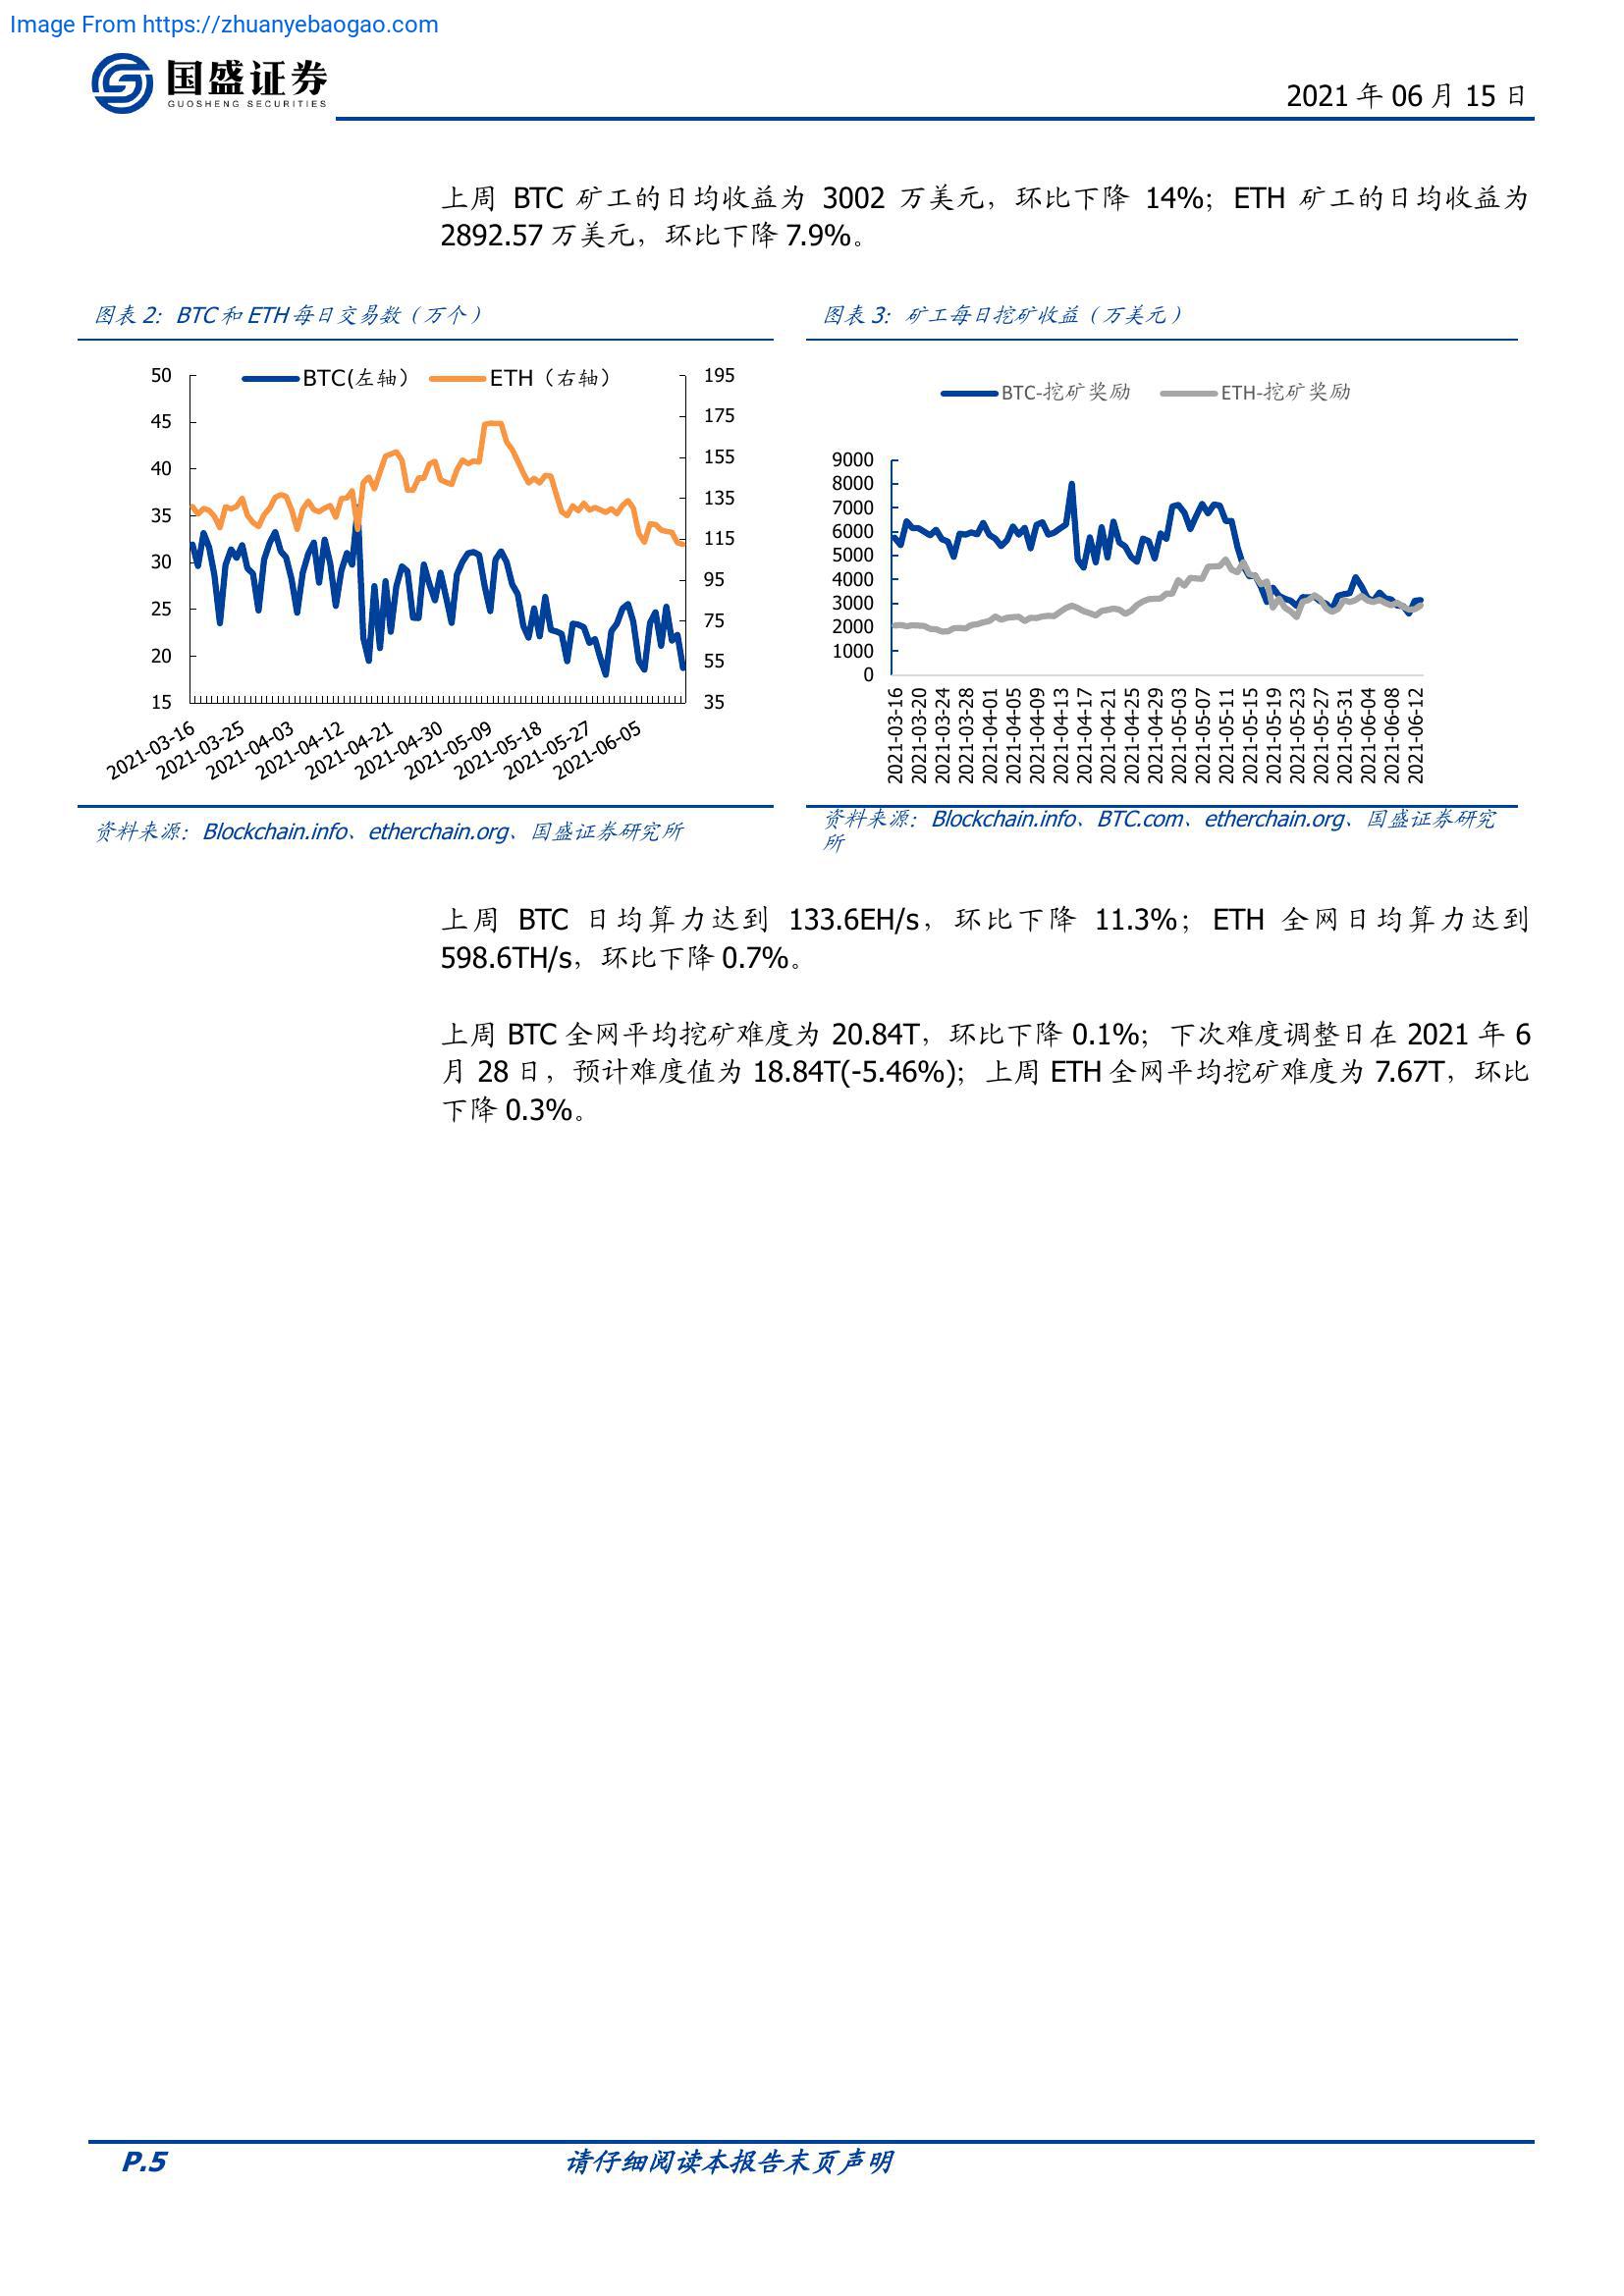 Image From https://zhuanyebaogao.com
国盛证券
GUOSHENG SECURITIES
2021 年 06 月 15 日
上周 BTC 矿工的日均收益为 3002 万美元，环比下降 14%；ETH 矿工的日均收益为
2892.57 万美元，环比下降 7.9%。
图表 2：BTC 和 ETH 每日交易数（万个）
BTC(左轴）
ETH（右轴）
50
45
40
35
30
25
20
15
195
175
155
135
115
95
75
55
35
2021-03-16
2021-03-25
2021-04-03
2021-04-12
2021-04-21
2021-04-30
2021-05-09
2021-05-18
2021-05-27
2021-06-05
资料来源：Blockchain.info、etherchain.org、国盛证券研究所
图表 3：矿工每日挖矿收益（万美元）
BTC-挖矿奖励
ETH-挖矿奖励
9000
8000
7000
6000
5000
4000
3000
2000
1000
0
2021-03-16
2021-03-20
2021-03-24
2021-03-28
2021-04-01
2021-04-05
2021-04-09
2021-04-13
2021-04-17
2021-04-21
2021-04-25
2021-04-29
2021-05-03
2021-05-07
2021-05-11
2021-05-15
2021-05-19
2021-05-23
2021-05-27
2021-05-31
2021-06-04
2021-06-08
2021-06-12
资料来源：Blockchain.info、BTC.com、etherchain.org、国盛证券研究
所
上周 BTC 日均算力达到 133.6EH/s，环比下降 11.3%；ETH 全网日均算力达到
598.6TH/s，环比下降 0.7%。
上周 BTC 全网平均挖矿难度为 20.84T，环比下降 0.1%；下次难度调整日在 2021 年 6
月 28 日，预计难度值为 18.84T(-5.46%)；上周 ETH 全网平均挖矿难度为 7.67T，环比
下降 0.3%。
P.5
请仔细阅读本报告末页声明